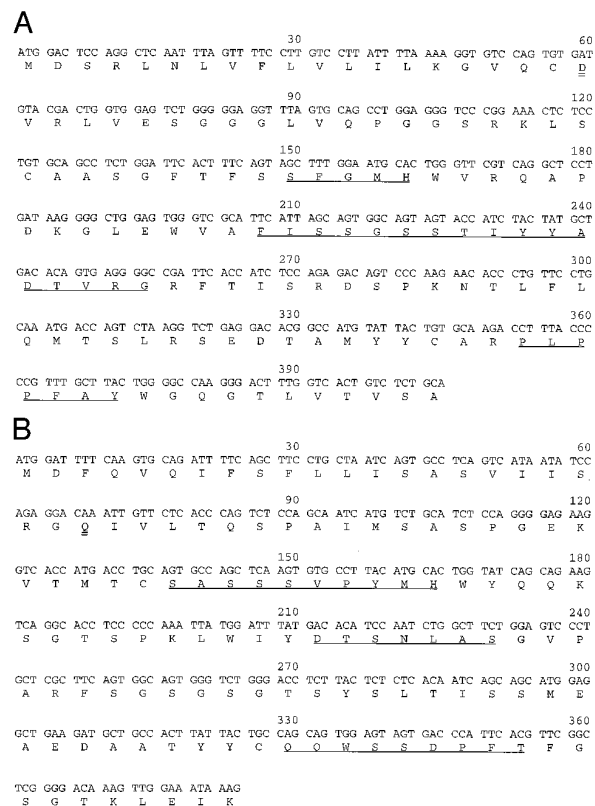 A
30 60
ATG GAC TCC AGG CTC AAT TTA GTT TTC CTT GTC CTT ATT TTA AAA GGT GTC CAG TGT GAT
M D S R L N L V F L V L I L K G V Q C D
90 120
GTA CGA CTG GTG GAG TCT GGG GGA GGT TTA GTG CAG CCT GGA GGG TCC CGG AAA CTC TCC
V R L V E S G G G L V Q P G G S R K L S
150 180
TGT GCA GCC TCT GGA TTC ACT TTC AGT AGC TTT GGA ATG CAC TGG GTT CGT CAG GCT CCT
C A A S G F T F S S F G M H W V R Q A P
210 240
GAT AAG GGG CTG GAG TGG GTC GCA TTC ATT AGC AGT GGC AGT AGT ACC ATC TAC TAT GCT
D K G L E W V A F I S S G S S T I Y Y A
270 300
GAC ACA GTG AGG GGC CGA TTC ACC ATC TCC AGA GAC AGT CCC AAG AAC ACC CTG TTC CTG
D T V R G R F T I S R D S P K N T L F L
330 360
CAA ATG ACC AGT CTA AGG TCT GAG GAC ACG GCC ATG TAT TAC TGT GCA AGA CCT TTA CCC
Q M T S L R S E D T A M Y Y C A R P L P
390
CCG TTT GCT TAC TGG GGC CAA GGG ACT TTG GTC ACT GTC TCT GCA
P F A Y W G Q G T L V T V S A
B
30 60
ATG GAT TTT CAA GTG CAG ATT TTC AGC TTC CTG CTA ATC AGT GCC TCA GTC ATA ATA TCC
M D F Q V Q I F S F L L I S A S V I I S
90 120
AGA GGA CAA ATT GTT CTC ACC CAG TCT CCA GCA ATC ATG TCT GCA TCT CCA GGG GAG AAG
R G Q I V L T Q S P A I M S A S P G E K
150 180
GTC ACC ATG ACC TGC AGT GCC AGC TCA AGT GTG CCT TAC ATG CAC TGG TAT CAG CAG AAG
V T M T C S A S S S V P Y M H W Y Q Q K
210 240
TCA GGC ACC TCC CCC AAA TTA TGG ATT TAT GAC ACA TCC AAT CTG GCT TCT GGA GTC CCT
S G T S P K L W I Y D T S N L A S G V P
270 300
GCT CGC TTC AGT GGC AGT GGG TCT GGG ACC TCT TAC TCT CTC ACA ATC AGC AGC ATG GAG
A R F S G S G S G T S Y S L T I S S M E
330 360
GCT GAA GAT GCT GCC ACT TAT TAC TGC CAG CAG TGG AGT AGT GAC CCA TTC ACG TTC GGC
A E D A A T Y Y C Q Q W S S D P F T F G
TCG GGG ACA AAG TTG GAA ATA AAG
S G T K L E I K